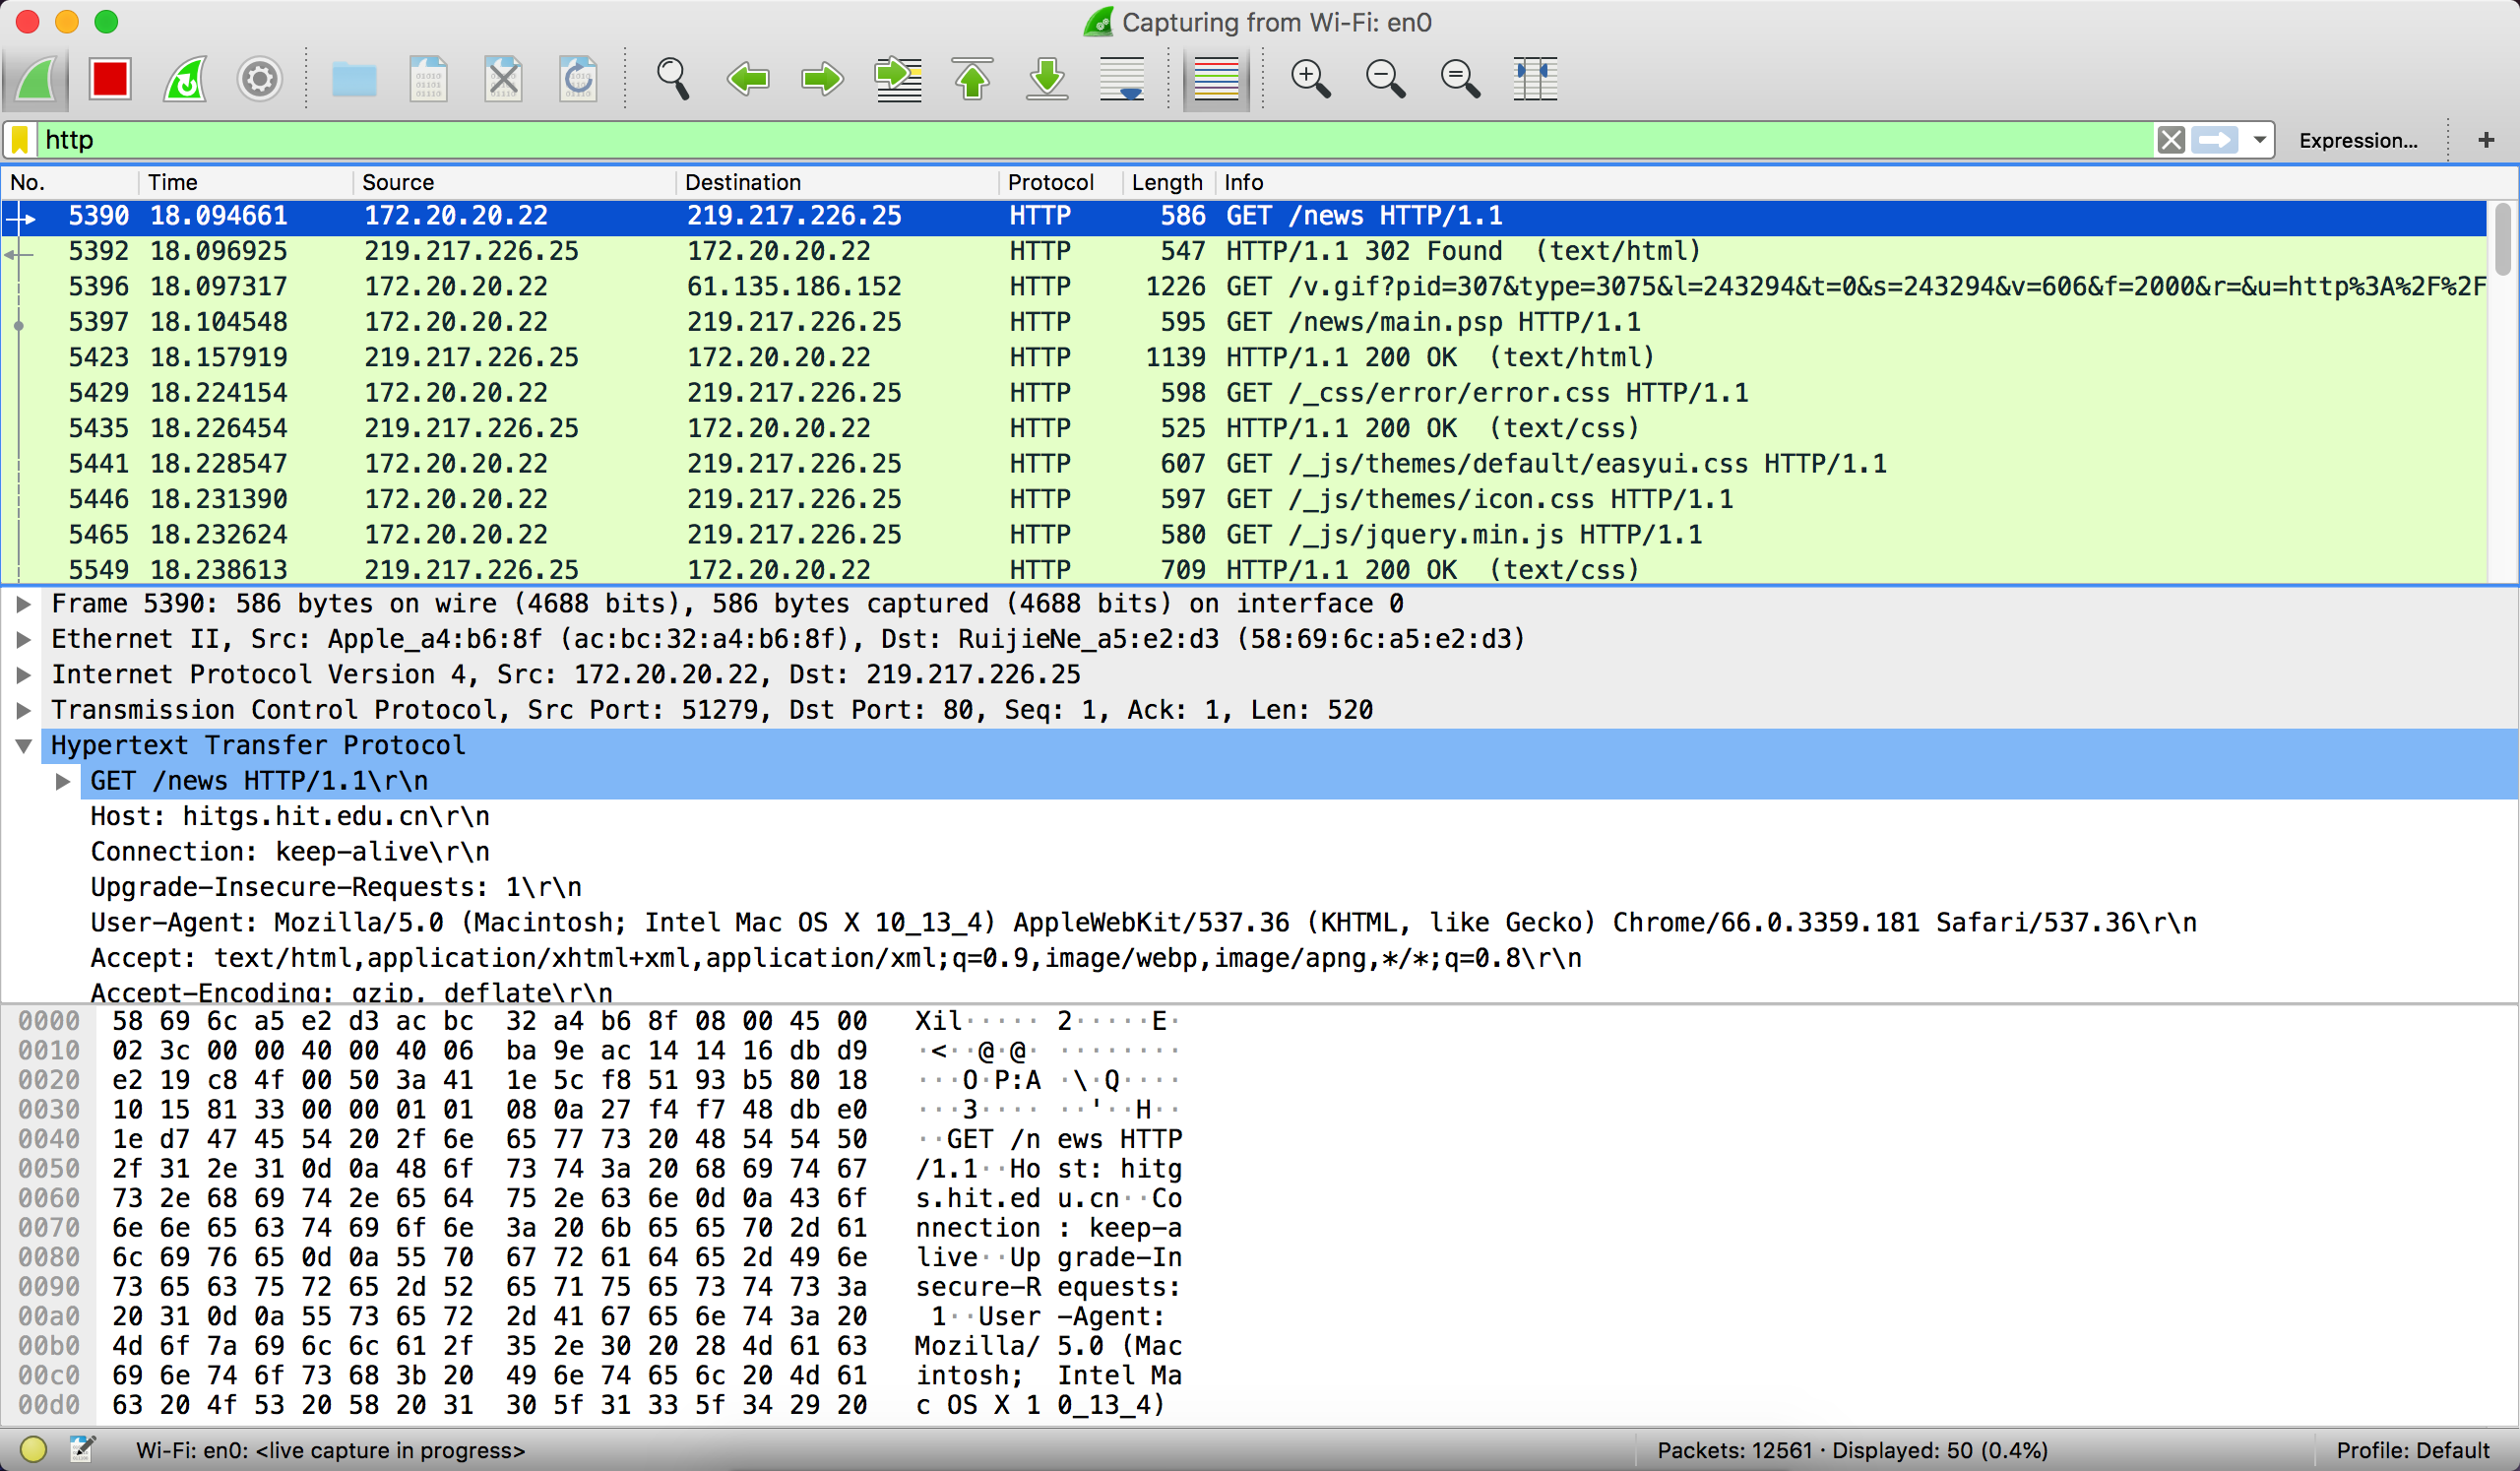 Capturing from Wi-Fi: en0
http
Expression...
+
No. Time Source Destination Protocol Length Info
5390 18.094661 172.20.20.22 219.217.226.25 HTTP 586 GET /news HTTP/1.1
5392 18.096925 219.217.226.25 172.20.20.22 HTTP 547 HTTP/1.1 302 Found (text/html)
5396 18.097317 172.20.20.22 61.135.186.152 HTTP 1226 GET /v.gif?pid=307&type=3075&l=243294&t=0&s=243294&v=606&f=2000&r=&u=http%3A%2F%2F
5397 18.104548 172.20.20.22 219.217.226.25 HTTP 595 GET /news/main.psp HTTP/1.1
5423 18.157919 219.217.226.25 172.20.20.22 HTTP 1139 HTTP/1.1 200 OK (text/html)
5429 18.224154 172.20.20.22 219.217.226.25 HTTP 598 GET /_css/error/error.css HTTP/1.1
5435 18.226454 219.217.226.25 172.20.20.22 HTTP 525 HTTP/1.1 200 OK (text/css)
5441 18.228547 172.20.20.22 219.217.226.25 HTTP 607 GET /_js/themes/default/easyui.css HTTP/1.1
5446 18.231390 172.20.20.22 219.217.226.25 HTTP 597 GET /_js/themes/icon.css HTTP/1.1
5465 18.232624 172.20.20.22 219.217.226.25 HTTP 580 GET /_js/jquery.min.js HTTP/1.1
5549 18.238613 219.217.226.25 172.20.20.22 HTTP 709 HTTP/1.1 200 OK (text/css)
Frame 5390: 586 bytes on wire (4688 bits), 586 bytes captured (4688 bits) on interface 0
Ethernet II, Src: Apple_a4:b6:8f (ac:bc:32:a4:b6:8f), Dst: RuijieNe_a5:e2:d3 (58:69:6c:a5:e2:d3)
Internet Protocol Version 4, Src: 172.20.20.22, Dst: 219.217.226.25
Transmission Control Protocol, Src Port: 51279, Dst Port: 80, Seq: 1, Ack: 1, Len: 520
Hypertext Transfer Protocol
GET /news HTTP/1.1\r\n
Host: hitgs.hit.edu.cn\r\n
Connection: keep-alive\r\n
Upgrade-Insecure-Requests: 1\r\n
User-Agent: Mozilla/5.0 (Macintosh; Intel Mac OS X 10_13_4) AppleWebKit/537.36 (KHTML, like Gecko) Chrome/66.0.3359.181 Safari/537.36\r\n
Accept: text/html,application/xhtml+xml,application/xml;q=0.9,image/webp,image/apng,*/*;q=0.8\r\n
Accept-Encoding: gzip, deflate\r\n
0000 58 69 6c a5 e2 d3 ac bc 32 a4 b6 8f 08 00 45 00 Xil····· 2·····E·
0010 02 3c 00 00 40 00 40 06 ba 9e ac 14 14 16 db d9 ·<··@·@· ········
0020 e2 19 c8 4f 00 50 3a 41 1e 5c f8 51 93 b5 80 18 ···O·P:A ·\·Q····
0030 10 15 81 33 00 00 01 01 08 0a 27 f4 f7 48 db e0 ···3···· ··'··H··
0040 1e d7 47 45 54 20 2f 6e 65 77 73 20 48 54 54 50 ··GET /n ews HTTP
0050 2f 31 2e 31 0d 0a 48 6f 73 74 3a 20 68 69 74 67 /1.1··Ho st: hitg
0060 73 2e 68 69 74 2e 65 64 75 2e 63 6e 0d 0a 43 6f s.hit.ed u.cn··Co
0070 6e 6e 65 63 74 69 6f 6e 3a 20 6b 65 65 70 2d 61 nnection : keep-a
0080 6c 69 76 65 0d 0a 55 70 67 72 61 64 65 2d 49 6e live··Up grade-In
0090 73 65 63 75 72 65 2d 52 65 71 75 65 73 74 73 3a secure-R equests:
00a0 20 31 0d 0a 55 73 65 72 2d 41 67 65 6e 74 3a 20 1··User -Agent:
00b0 4d 6f 7a 69 6c 6c 61 2f 35 2e 30 20 28 4d 61 63 Mozilla/ 5.0 (Mac
00c0 69 6e 74 6f 73 68 3b 20 49 6e 74 65 6c 20 4d 61 intosh; Intel Ma
00d0 63 20 4f 53 20 58 20 31 30 5f 31 33 5f 34 29 20 c OS X 1 0_13_4)
Wi-Fi: en0: <live capture in progress>
Packets: 12561 · Displayed: 50 (0.4%)
Profile: Default